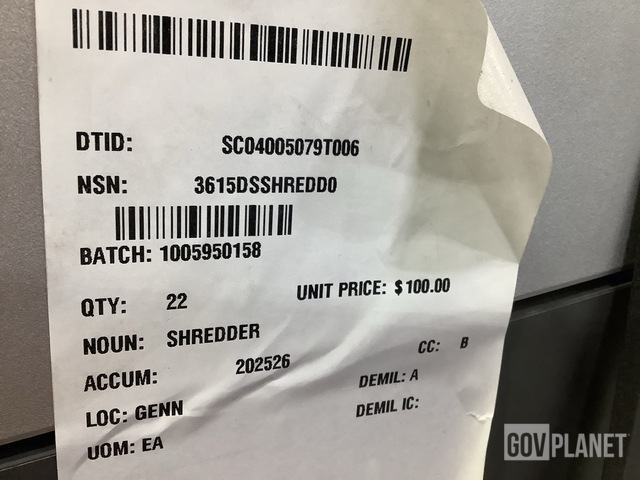 DTID: SC04005079T006
NSN: 3615DSSHREDD0
BATCH: 1005950158
QTY: 22 UNIT PRICE: $ 100.00
NOUN: SHREDDER
ACCUM: 202526 CC: B
LOC: GENN DEMIL: A
UOM: EA DEMIL IC:
GOVPLANET